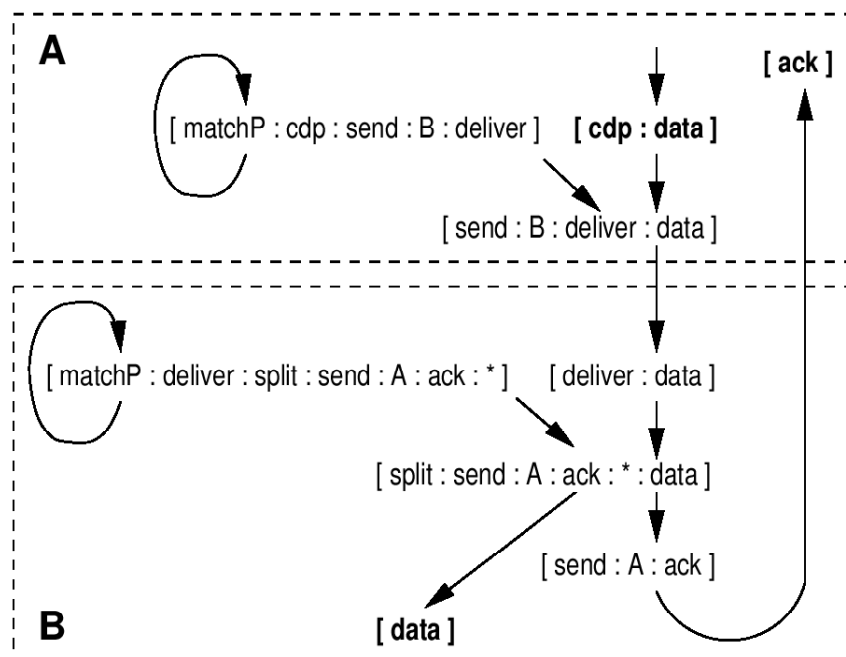 A
[ ack ]
[ matchP : cdp : send : B : deliver ]
[ cdp : data ]
[ send : B : deliver : data ]
[ matchP : deliver : split : send : A : ack : * ]
[ deliver : data ]
[ split : send : A : ack : * : data ]
[ send : A : ack ]
B
[ data ]